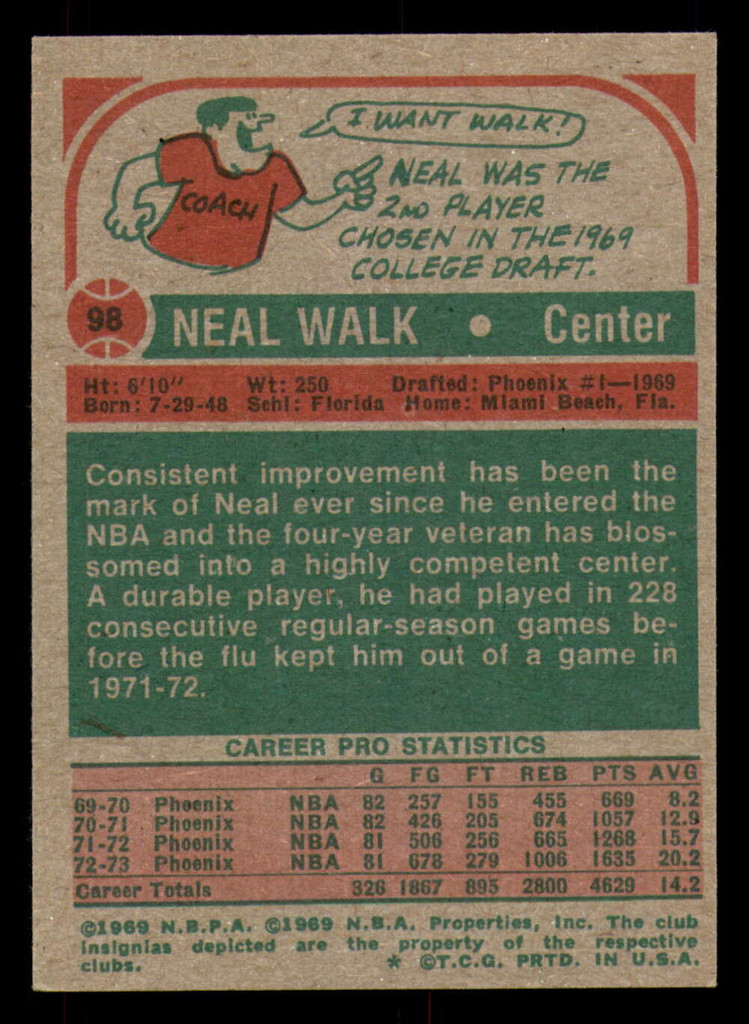 I WANT WALK!
COACH
NEAL WAS THE
2ND PLAYER
CHOSEN IN THE 1969
COLLEGE DRAFT.
98 NEAL WALK • Center
Ht: 6'10" Wt: 250 Drafted: Phoenix #1—1969
Born: 7-29-48 Schl: Florida Home: Miami Beach, Fla.
Consistent improvement has been the
mark of Neal ever since he entered the
NBA and the four-year veteran has blos-
somed into a highly competent center.
A durable player, he had played in 228
consecutive regular-season games be-
fore the flu kept him out of a game in
1971-72.
CAREER PRO STATISTICS
G FG FT REB PTS AVG
69-70 Phoenix NBA 82 257 155 455 669 8.2
70-71 Phoenix NBA 82 426 205 674 1057 12.9
71-72 Phoenix NBA 81 506 256 665 1268 15.7
72-73 Phoenix NBA 81 678 279 1006 1635 20.2
Career Totals 326 1867 895 2800 4629 14.2
©1969 N.B.P.A. ©1969 N.B.A. Properties, Inc. The club
insignias depicted are the property of the respective
clubs. * ©T.C.G. PRTD. IN U.S.A.